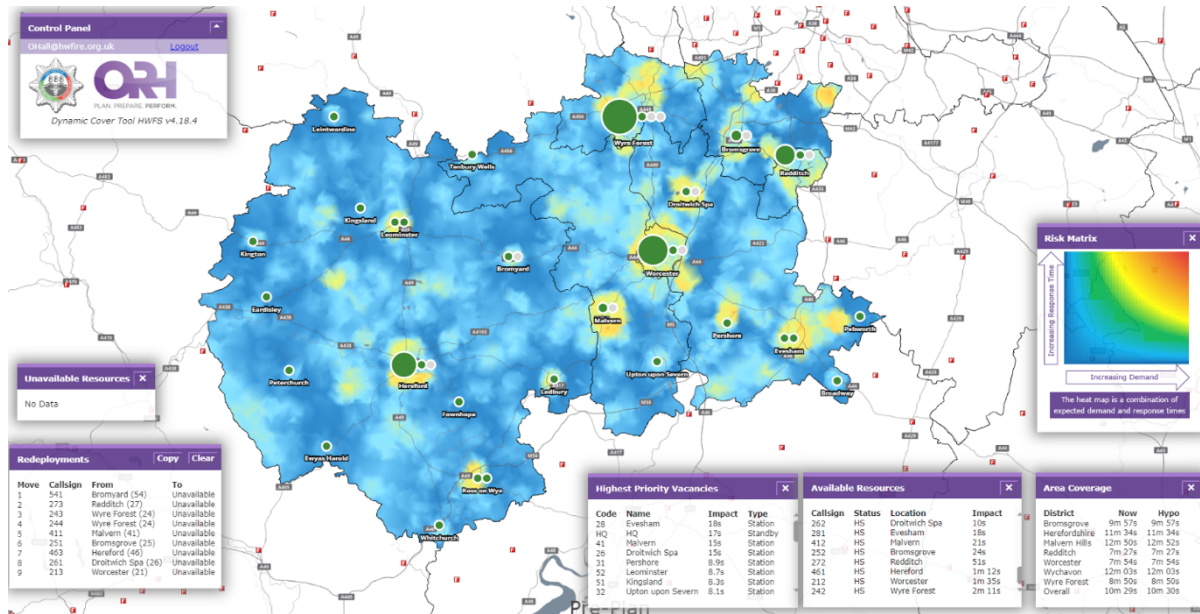 Control Panel
OHall@hwfire.org.uk Logout
ORH
PLAN. PREPARE. PERFORM.
Dynamic Cover Tool HWFS v4.18.4
Leintwardine
Tenbury Wells
Wyre Forest
Bromsgrove
Redditch
Droitwich Spa
Kingsland
Leominster
Kington
Bromyard
Worcester
Eardisley
Malvern
Pershore
Evesham
Pebworth
Peterchurch
Hereford
Ledbury
Upton upon Severn
Broadway
Fownhope
Ewyas Harold
Ross on Wye
Whitchurch
Pre-Plan
Risk Matrix
Increasing Response Time
Increasing Demand
The heat map is a combination of
expected demand and response times
Unavailable Resources
No Data
Redeployments Copy Clear
Move Callsign From To
1 541 Bromyard (54) Unavailable
2 273 Redditch (27) Unavailable
3 243 Wyre Forest (24) Unavailable
4 244 Wyre Forest (24) Unavailable
5 411 Malvern (41) Unavailable
6 251 Bromsgrove (25) Unavailable
7 463 Hereford (46) Unavailable
8 261 Droitwich Spa (26) Unavailable
9 213 Worcester (21) Unavailable
Highest Priority Vacancies
Code Name Impact Type
28 Evesham 18s Station
HQ HQ 17s Standby
41 Malvern 15s Station
26 Droitwich Spa 15s Station
31 Pershore 8.9s Station
52 Leominster 8.7s Station
51 Kingsland 8.3s Station
32 Upton upon Severn 8.1s Station
Available Resources
Callsign Status Location Impact
262 HS Droitwich Spa 10s
281 HS Evesham 18s
412 HS Malvern 21s
252 HS Bromsgrove 24s
272 HS Redditch 51s
461 HS Hereford 1m 12s
212 HS Worcester 1m 35s
242 HS Wyre Forest 2m 11s
Area Coverage
District Now Hypo
Bromsgrove 9m 57s 9m 57s
Herefordshire 11m 34s 11m 34s
Malvern Hills 12m 50s 12m 52s
Redditch 7m 27s 7m 27s
Worcester 7m 54s 7m 54s
Wychavon 12m 03s 12m 03s
Wyre Forest 8m 50s 8m 50s
Overall 10m 29s 10m 30s